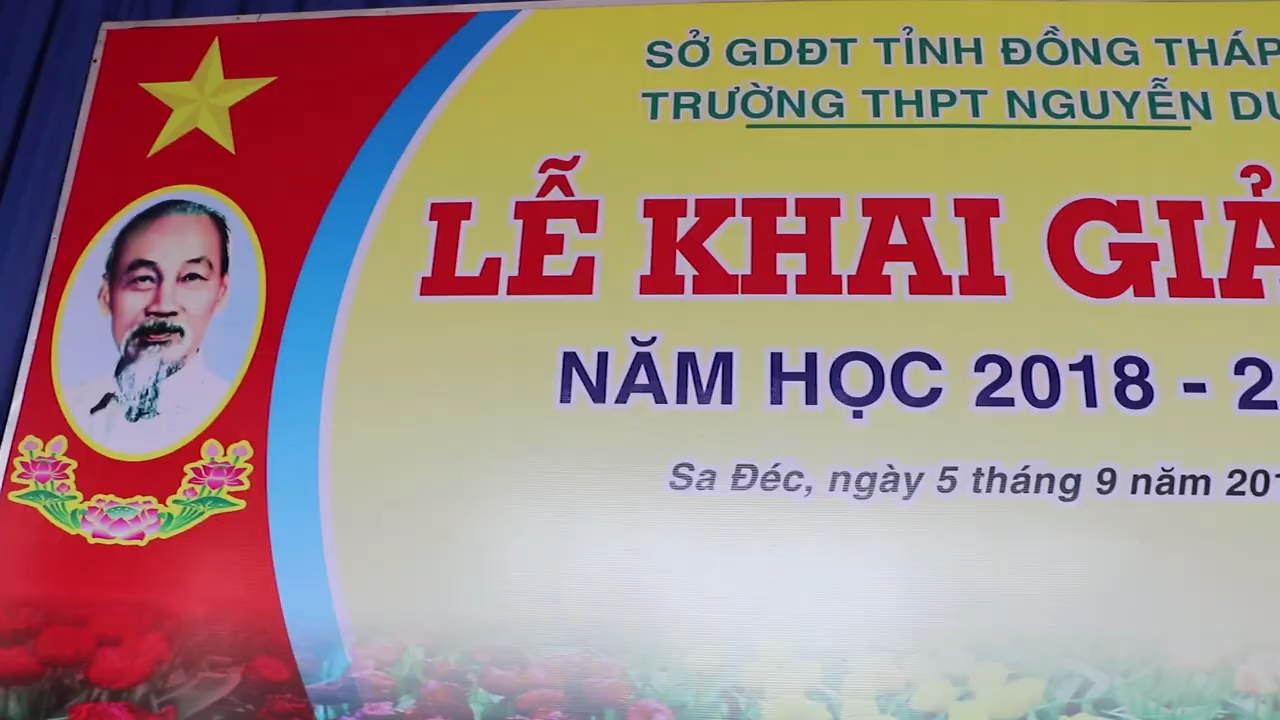 SỞ GDĐT TỈNH ĐỒNG THÁP
TRƯỜNG THPT NGUYỄN DU
LỄ KHAI GIẢ
NĂM HỌC 2018 - 2
Sa Đéc, ngày 5 tháng 9 năm 201